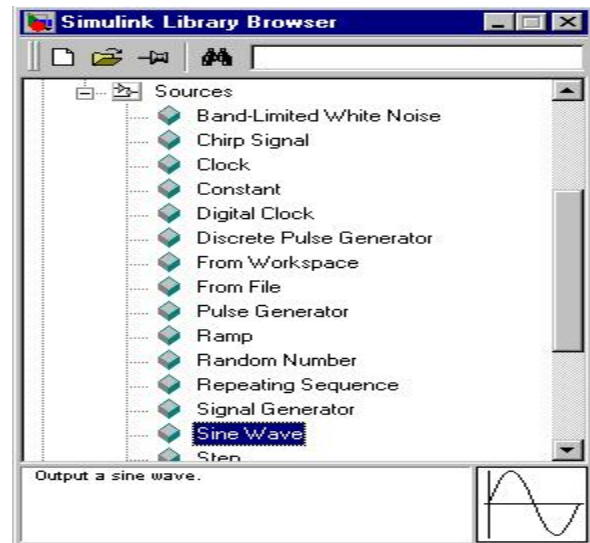 Simulink Library Browser
Sources
Band-Limited White Noise
Chirp Signal
Clock
Constant
Digital Clock
Discrete Pulse Generator
From Workspace
From File
Pulse Generator
Ramp
Random Number
Repeating Sequence
Signal Generator
Sine Wave
Step
Output a sine wave.